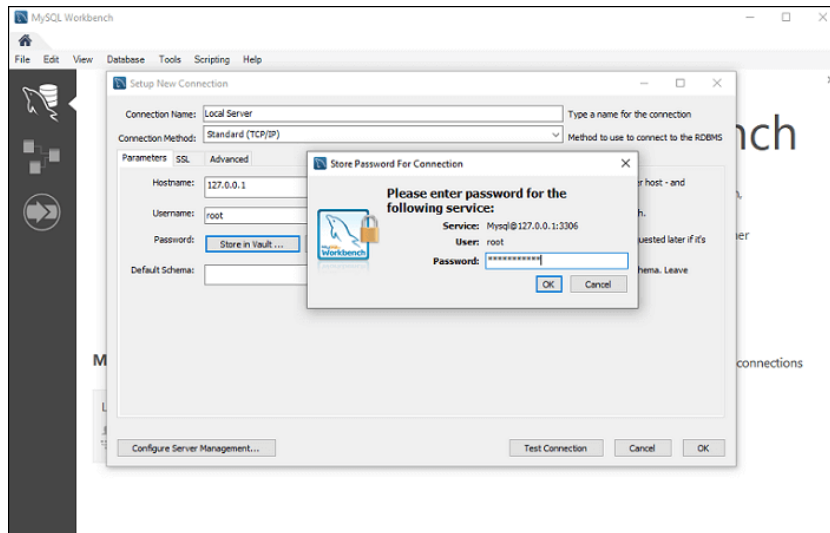 MySQL Workbench
File Edit View Database Tools Scripting Help
Setup New Connection
Connection Name: Local Server Type a name for the connection
Connection Method: Standard (TCP/IP) Method to use to connect to the RDBMS
Parameters SSL Advanced
Hostname: 127.0.0.1 host - and
Username: root
Password: Store in Vault ... uested later if it's
Default Schema: hema. Leave
Store Password For Connection
Please enter password for the
following service:
Service: Mysql@127.0.0.1:3306
User: root
Password: ***********
OK Cancel
MySQL
Workbench
Configure Server Management... Test Connection Cancel OK
nch
connections